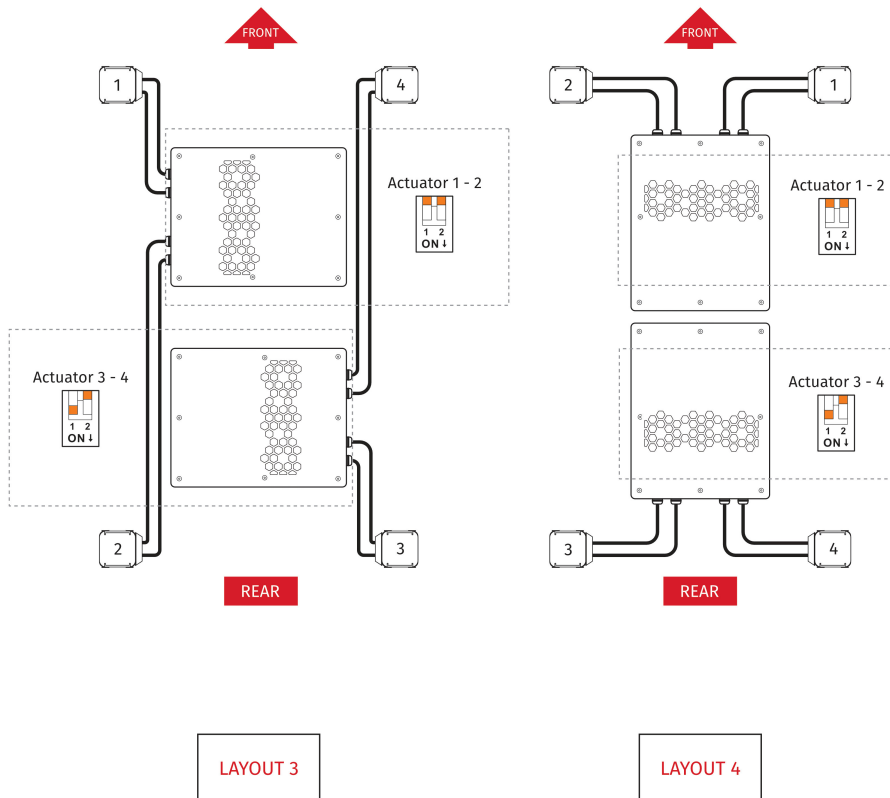 FRONT
1
4
Actuator 1 - 2
1 2
ON ↓
Actuator 3 - 4
1 2
ON ↓
2
3
REAR
LAYOUT 3
FRONT
2
1
Actuator 1 - 2
1 2
ON ↓
Actuator 3 - 4
1 2
ON ↓
3
4
REAR
LAYOUT 4